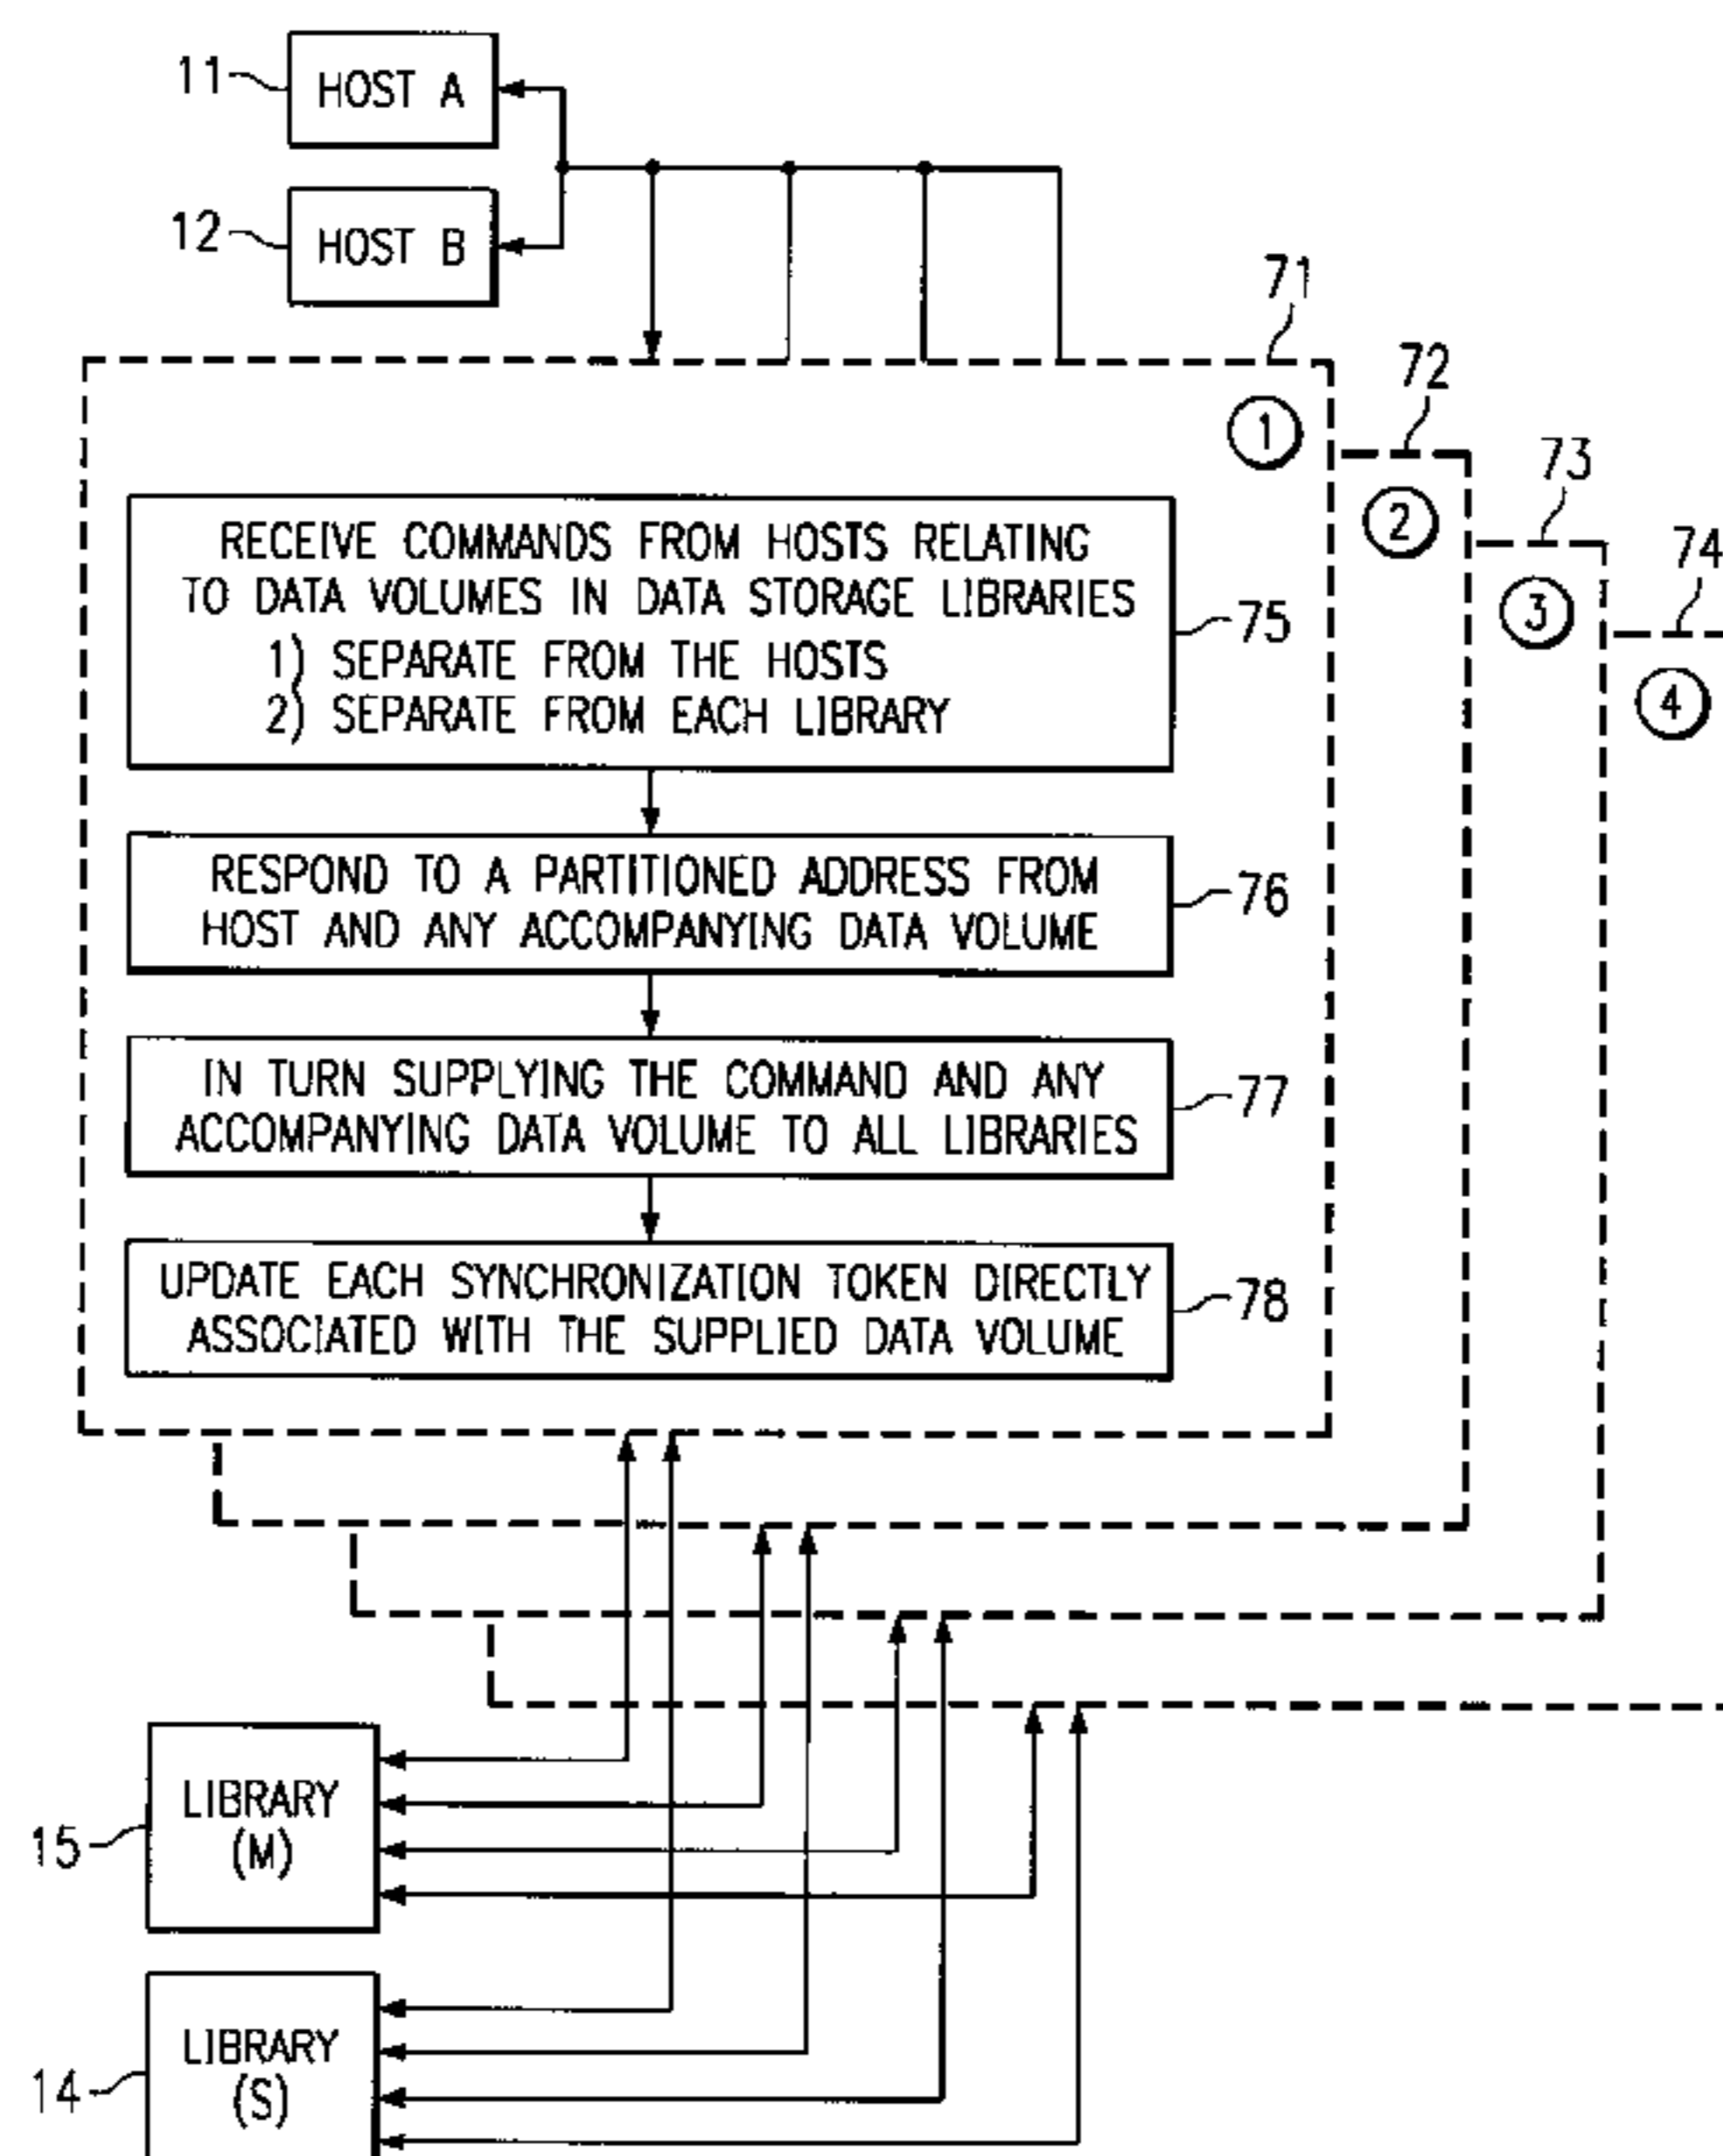 11
HOST A
12
HOST B
71
72
73
74
1
2
3
4
RECEIVE COMMANDS FROM HOSTS RELATING
TO DATA VOLUMES IN DATA STORAGE LIBRARIES
1) SEPARATE FROM THE HOSTS
2) SEPARATE FROM EACH LIBRARY
75
RESPOND TO A PARTITIONED ADDRESS FROM
HOST AND ANY ACCOMPANYING DATA VOLUME
76
IN TURN SUPPLYING THE COMMAND AND ANY
ACCOMPANYING DATA VOLUME TO ALL LIBRARIES
77
UPDATE EACH SYNCHRONIZATION TOKEN DIRECTLY
ASSOCIATED WITH THE SUPPLIED DATA VOLUME
78
LIBRARY
(M)
15
LIBRARY
(S)
14